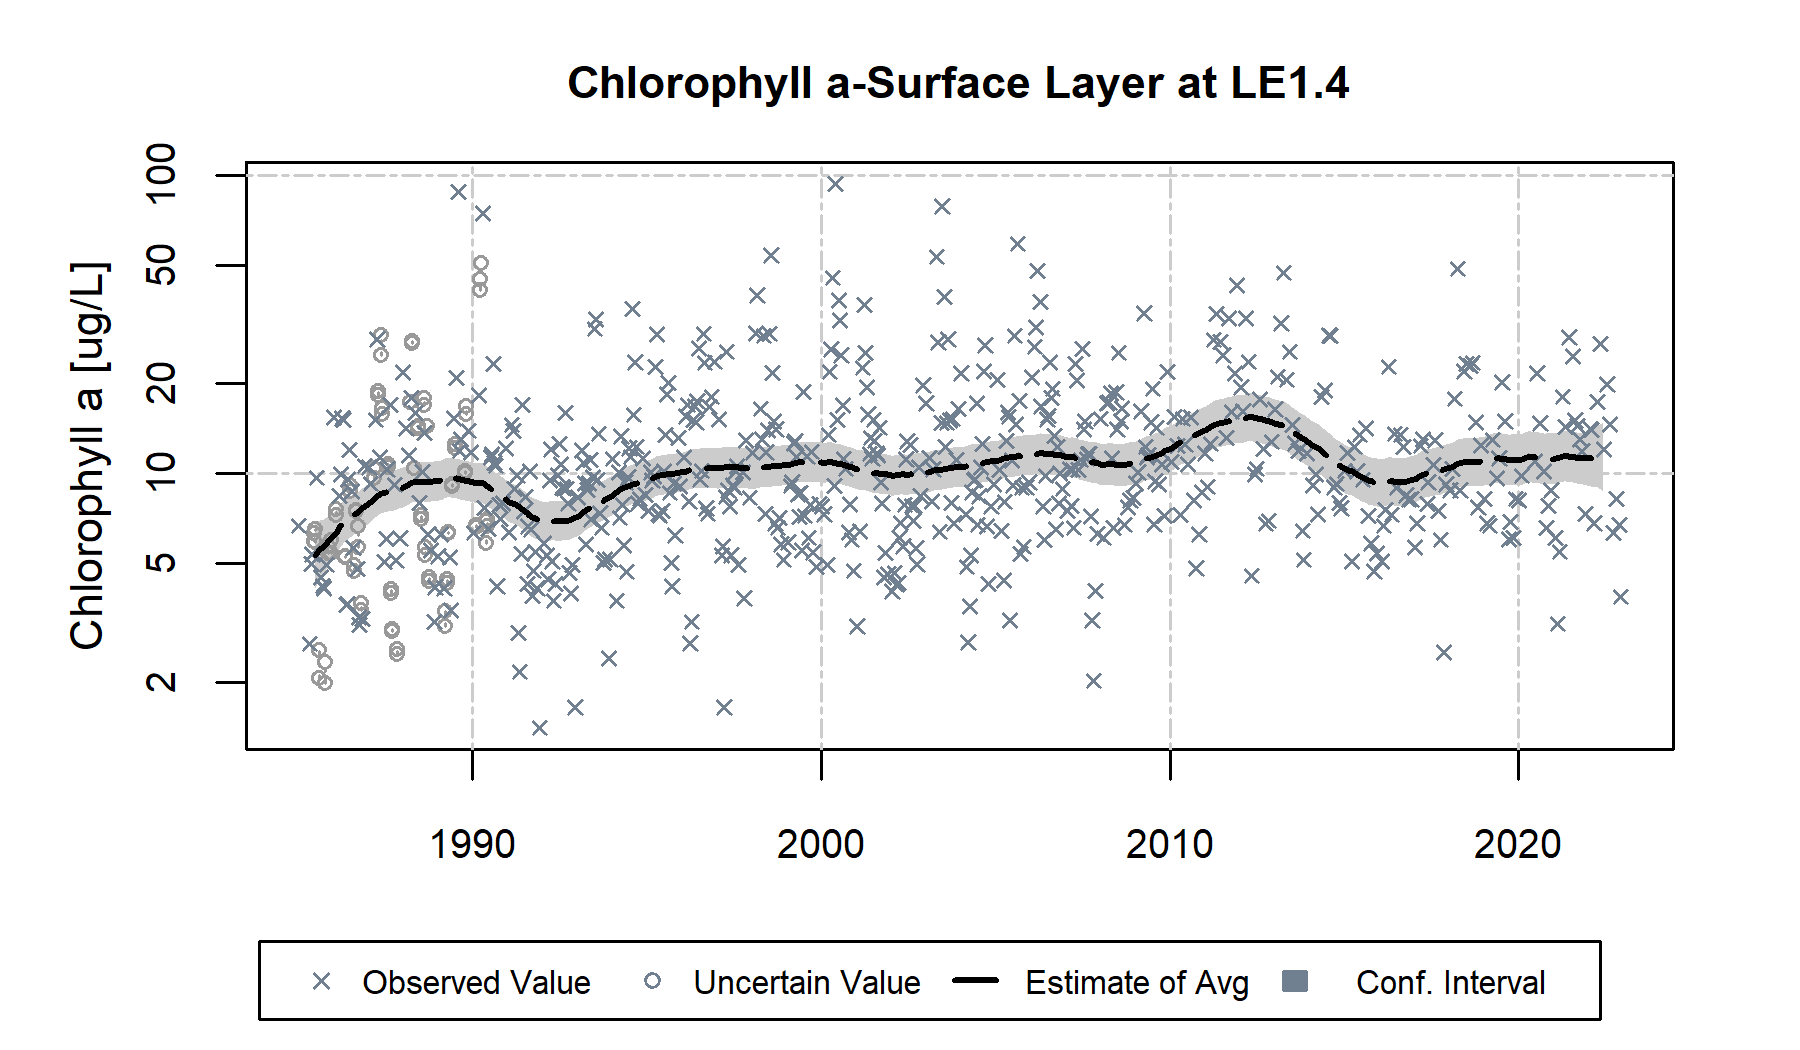 Chlorophyll a-Surface Layer at LE1.4
Chlorophyll a [ug/L]
100
50
20
10
5
2
1990 2000 2010 2020
Observed Value Uncertain Value Estimate of Avg Conf. Interval